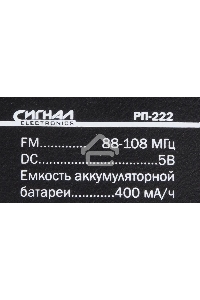 СИГНАЛ
ELECTRONICS
РП-222
FM............. 88-108 МГц
DC.......................5В
Емкость аккумуляторной
батареи............400 мА/ч